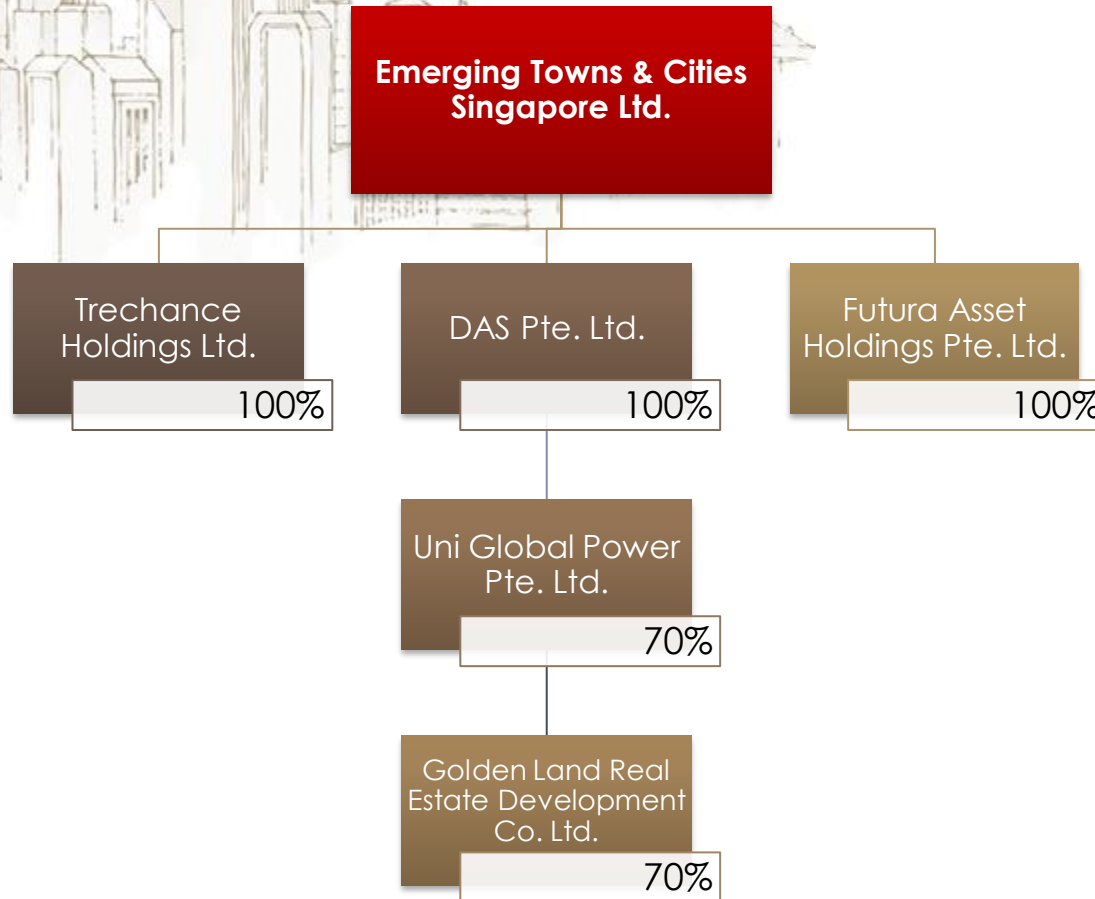 Emerging Towns & Cities
Singapore Ltd.
Trechance
Holdings Ltd.
100%
DAS Pte. Ltd.
100%
Futura Asset
Holdings Pte. Ltd.
100%
Uni Global Power
Pte. Ltd.
70%
Golden Land Real
Estate Development
Co. Ltd.
70%